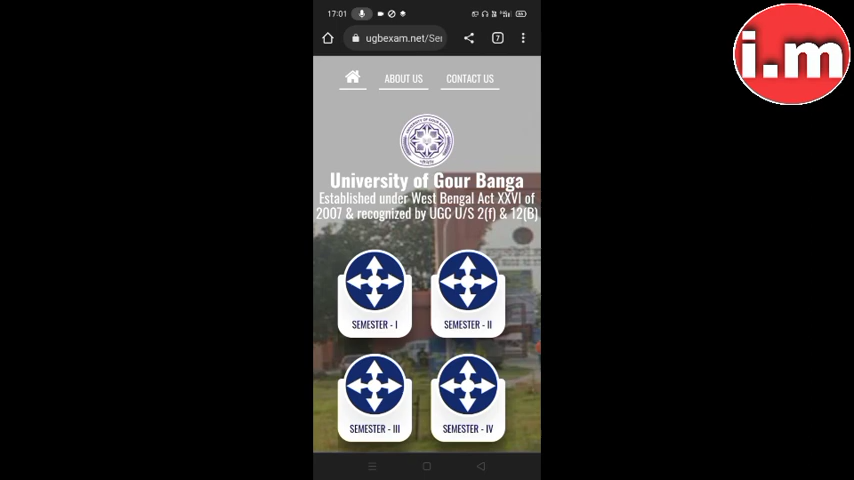 17:01
i.m
ugbexam.net/Sei
7
ABOUT US
CONTACT US
University of Gour Banga
Established under West Bengal Act XXVI of
2007 & recognized by UGC U/S 2(f) & 12(B)
SEMESTER - I
SEMESTER - II
SEMESTER - III
SEMESTER - IV